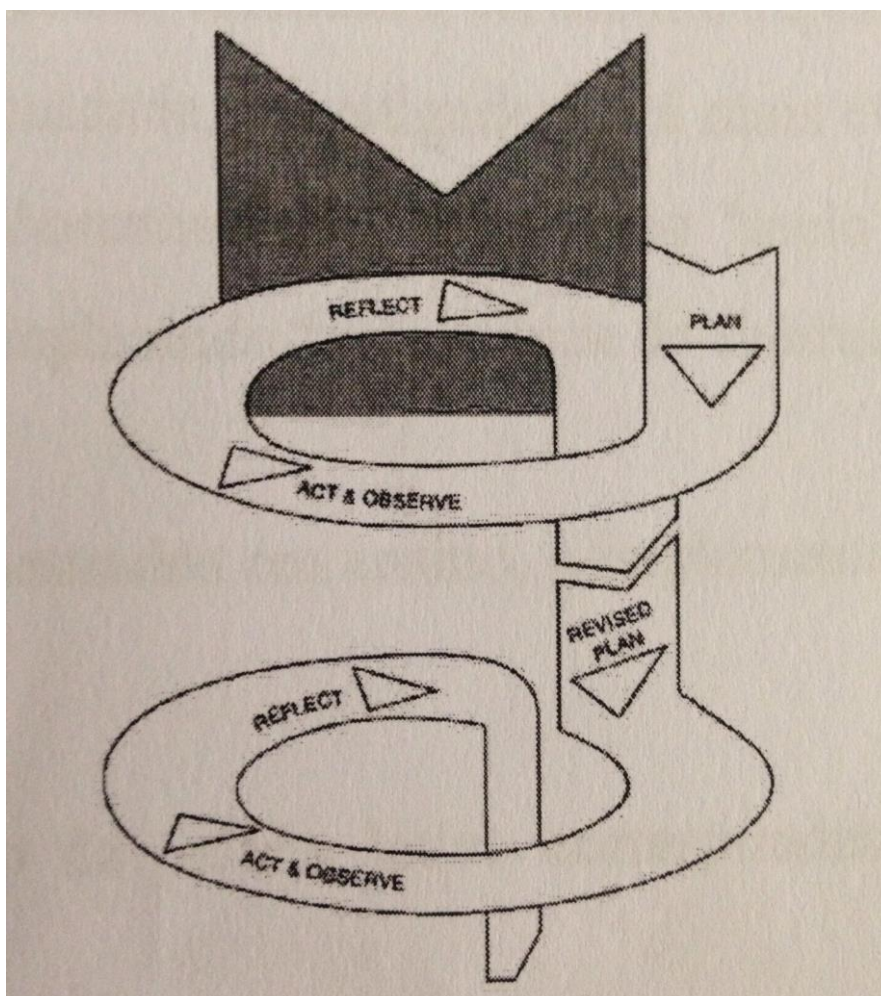 REFLECT
PLAN
ACT & OBSERVE
REVISED
PLAN
REFLECT
ACT & OBSERVE